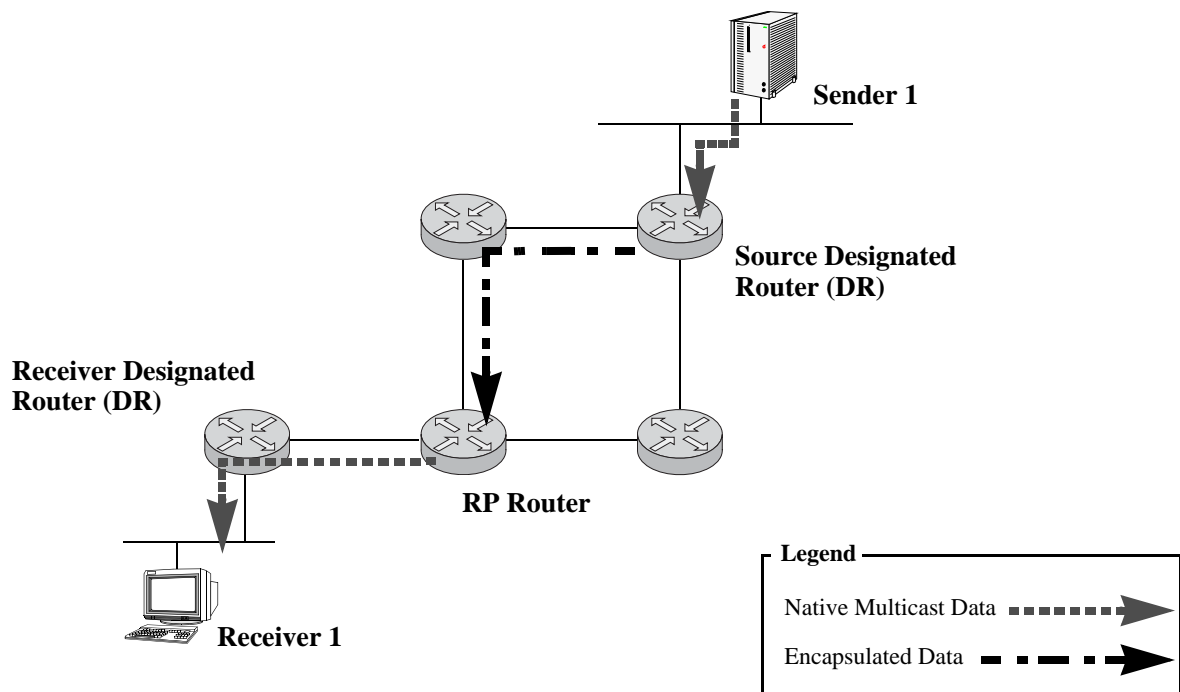 Sender 1
Source Designated
Router (DR)
Receiver Designated
Router (DR)
RP Router
Receiver 1
Legend
Native Multicast Data
Encapsulated Data